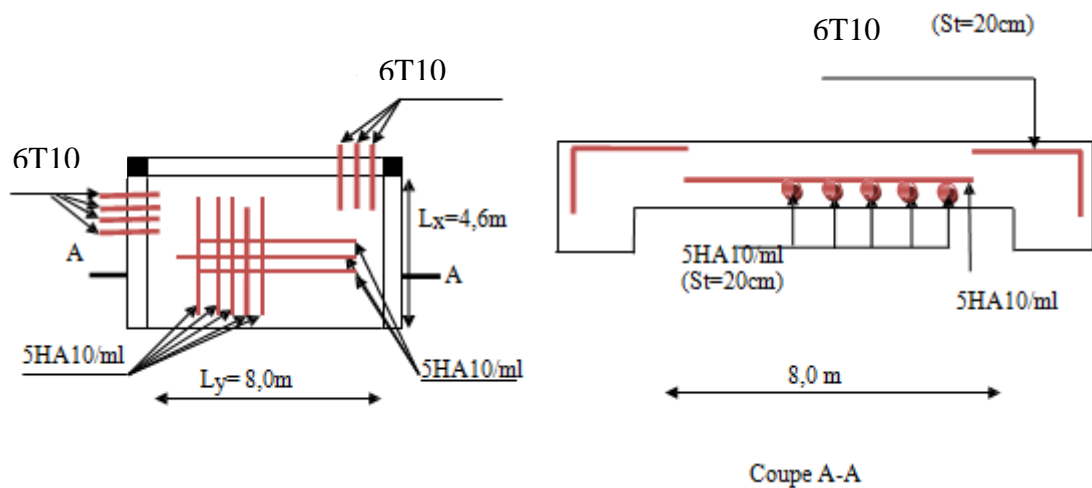 6T10
6T10
A
A
Lx=4,6m
5HA10/ml
5HA10/ml
Ly= 8,0m
6T10
(St=20cm)
5HA10/ml
(St=20cm)
5HA10/ml
8,0 m
Coupe A-A